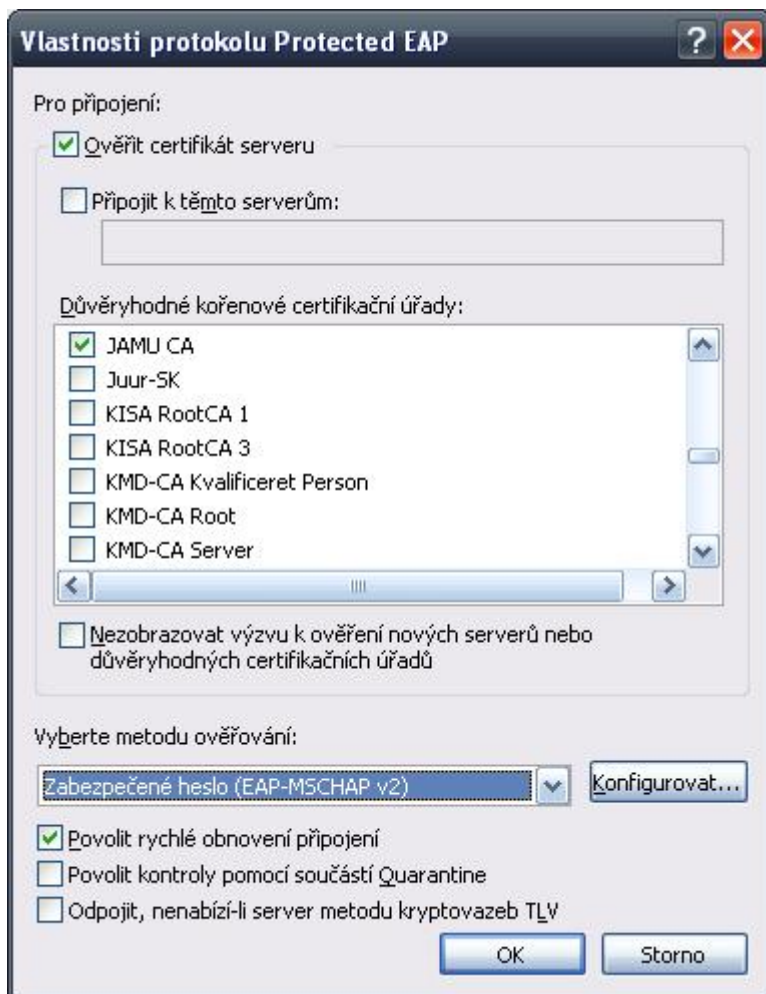 Vlastnosti protokolu Protected EAP
Pro připojení:
Ověřit certifikát serveru
Připojit k těmto serverům:
Důvěryhodné kořenové certifikační úřady:
JAMU CA
Juur-SK
KISA RootCA 1
KISA RootCA 3
KMD-CA Kvalificeret Person
KMD-CA Root
KMD-CA Server
Nezobrazovat výzvu k ověření nových serverů nebo
důvěryhodných certifikačních úřadů
Vyberte metodu ověřování:
Zabezpečené heslo (EAP-MSCHAP v2)
Konfigurovat...
Povolit rychlé obnovení připojení
Povolit kontroly pomocí součástí Quarantine
Odpojit, nenabízí-li server metodu kryptovazeb TLV
OK
Storno